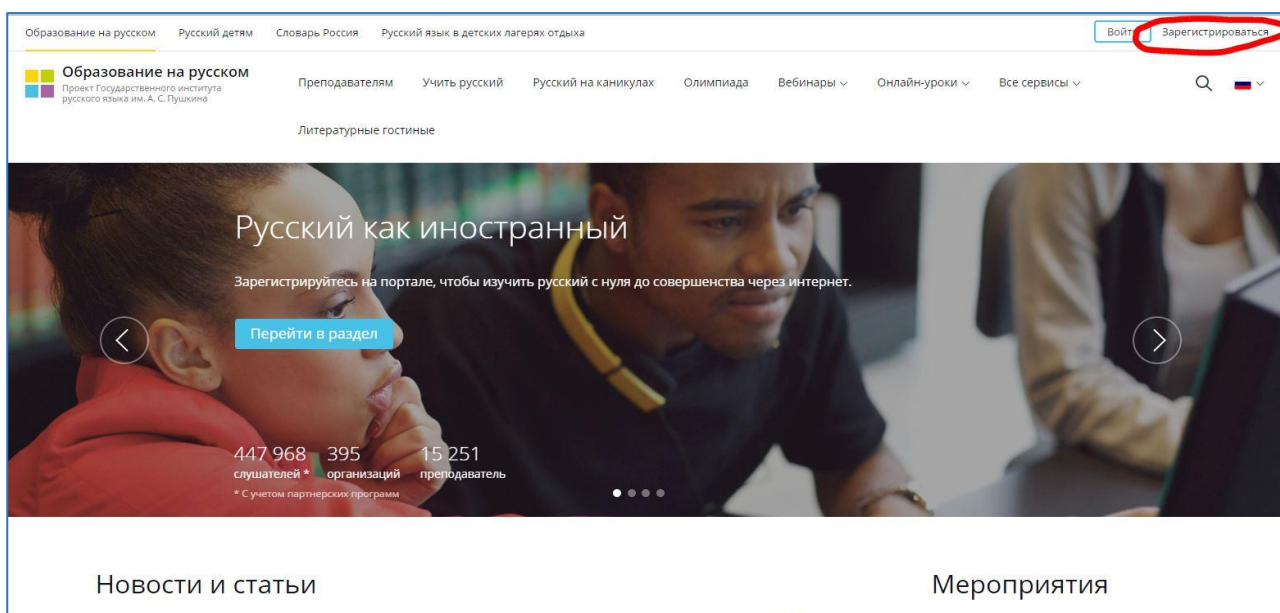 Образование на русском Русский детям Словарь Россия Русский язык в детских лагерях отдыха Войти Зарегистрироваться
Образование на русском
Проект Государственного института
русского языка им. А. С. Пушкина
Преподавателям Учить русский Русский на каникулах Олимпиада Вебинары Онлайн-уроки Все сервисы
Литературные гостиные
Русский как иностранный
Зарегистрируйтесь на портале, чтобы изучить русский с нуля до совершенства через интернет.
Перейти в раздел
447 968 395 15 251
слушателей * организаций преподаватель
* С учетом партнерских программ
Новости и статьи Мероприятия